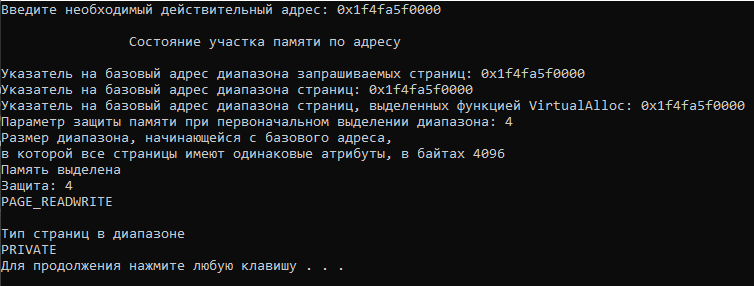 Введите необходимый действительный адрес: 0x1f4fa5f0000
Состояние участка памяти по адресу
Указатель на базовый адрес диапазона запрашиваемых страниц: 0x1f4fa5f0000
Указатель на базовый адрес диапазона страниц: 0x1f4fa5f0000
Указатель на базовый адрес диапазона страниц, выделенных функцией VirtualAlloc: 0x1f4fa5f0000
Параметр защиты памяти при первоначальном выделении диапазона: 4
Размер диапазона, начинающейся с базового адреса,
в которой все страницы имеют одинаковые атрибуты, в байтах 4096
Память выделена
Защита: 4
PAGE_READWRITE
Тип страниц в диапазоне
PRIVATE
Для продолжения нажмите любую клавишу . . .